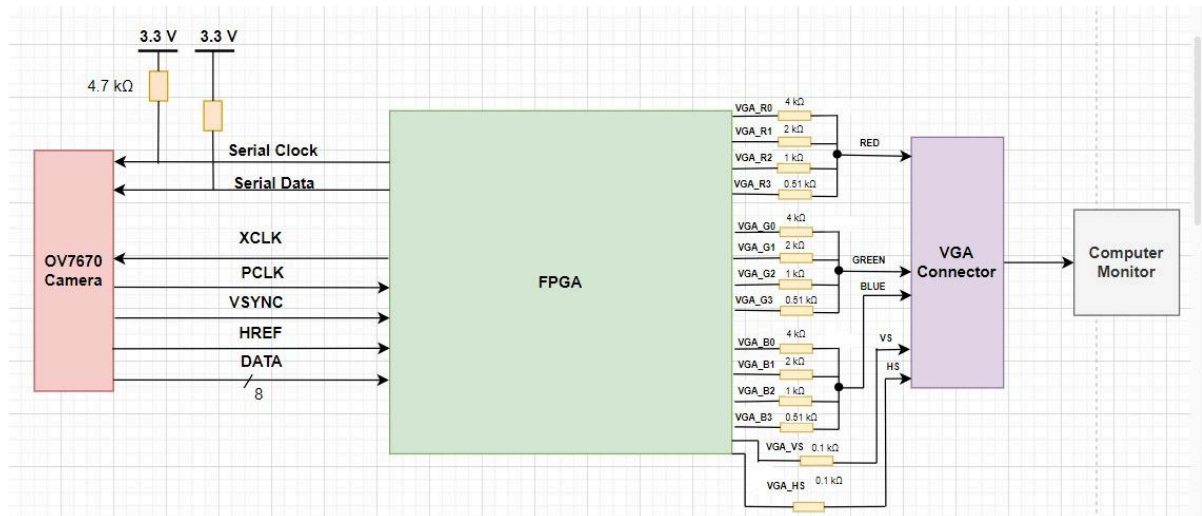 3.3 V
3.3 V
4.7 kΩ
Serial Clock
Serial Data
XCLK
PCLK
VSYNC
HREF
DATA
8
OV7670
Camera
FPGA
VGA_R0
4 kΩ
VGA_R1
2 kΩ
VGA_R2
1 kΩ
VGA_R3
0.51 kΩ
RED
VGA_G0
4 kΩ
VGA_G1
2 kΩ
VGA_G2
1 kΩ
VGA_G3
0.51 kΩ
GREEN
BLUE
VGA_B0
4 kΩ
VGA_B1
2 kΩ
VGA_B2
1 kΩ
VGA_B3
0.51 kΩ
VS
HS
VGA_VS
0.1 kΩ
VGA_HS
0.1 kΩ
VGA
Connector
Computer
Monitor